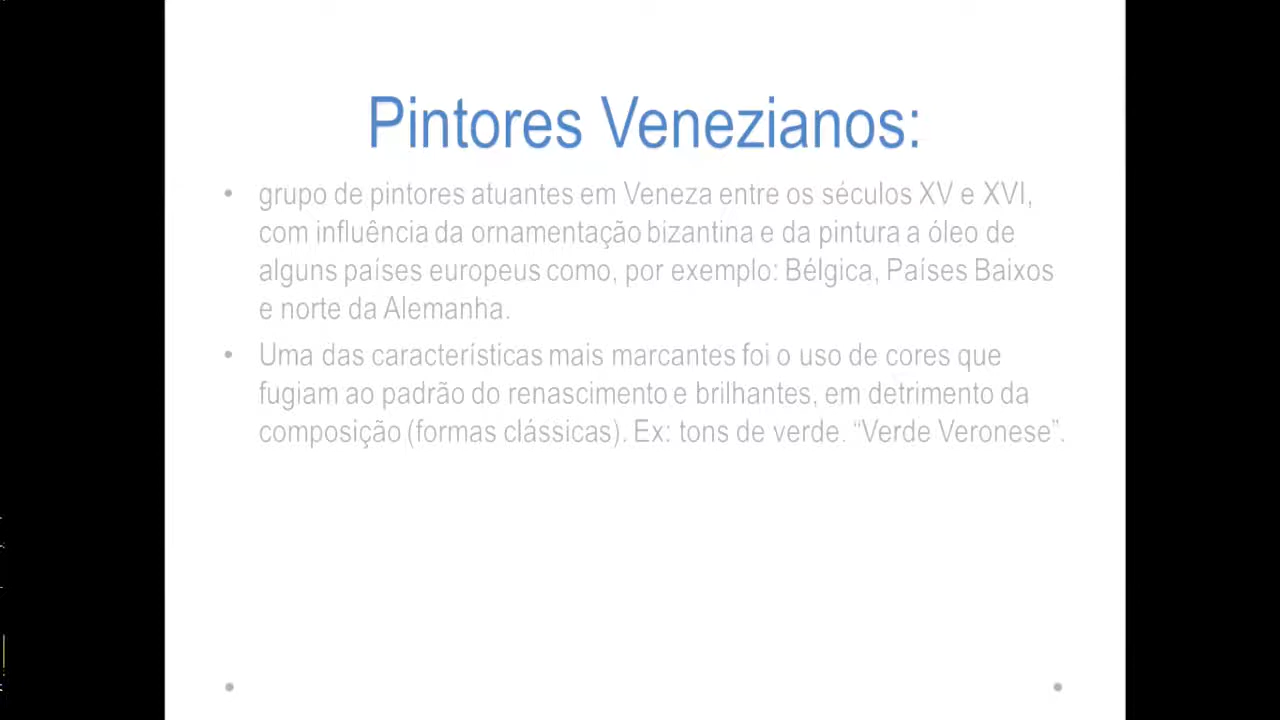 Pintores Venezianos:
• grupo de pintores atuantes em Veneza entre os séculos XV e XVI,
com influência da ornamentação bizantina e da pintura a óleo de
alguns países europeus como, por exemplo: Bélgica, Países Baixos
e norte da Alemanha.
• Uma das características mais marcantes foi o uso de cores que
fugiam ao padrão do renascimento e brilhantes, em detrimento da
composição (formas clássicas). Ex: tons de verde. “Verde Veronese”.